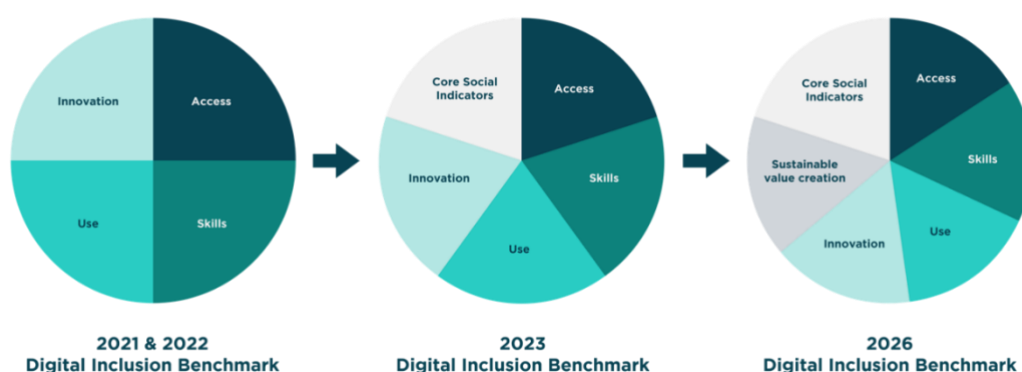 Innovation
Access
Use
Skills
2021 & 2022
Digital Inclusion Benchmark
Core Social
Indicators
Access
Innovation
Skills
Use
2023
Digital Inclusion Benchmark
Core Social
Indicators
Access
Sustainable
value creation
Skills
Innovation
Use
2026
Digital Inclusion Benchmark